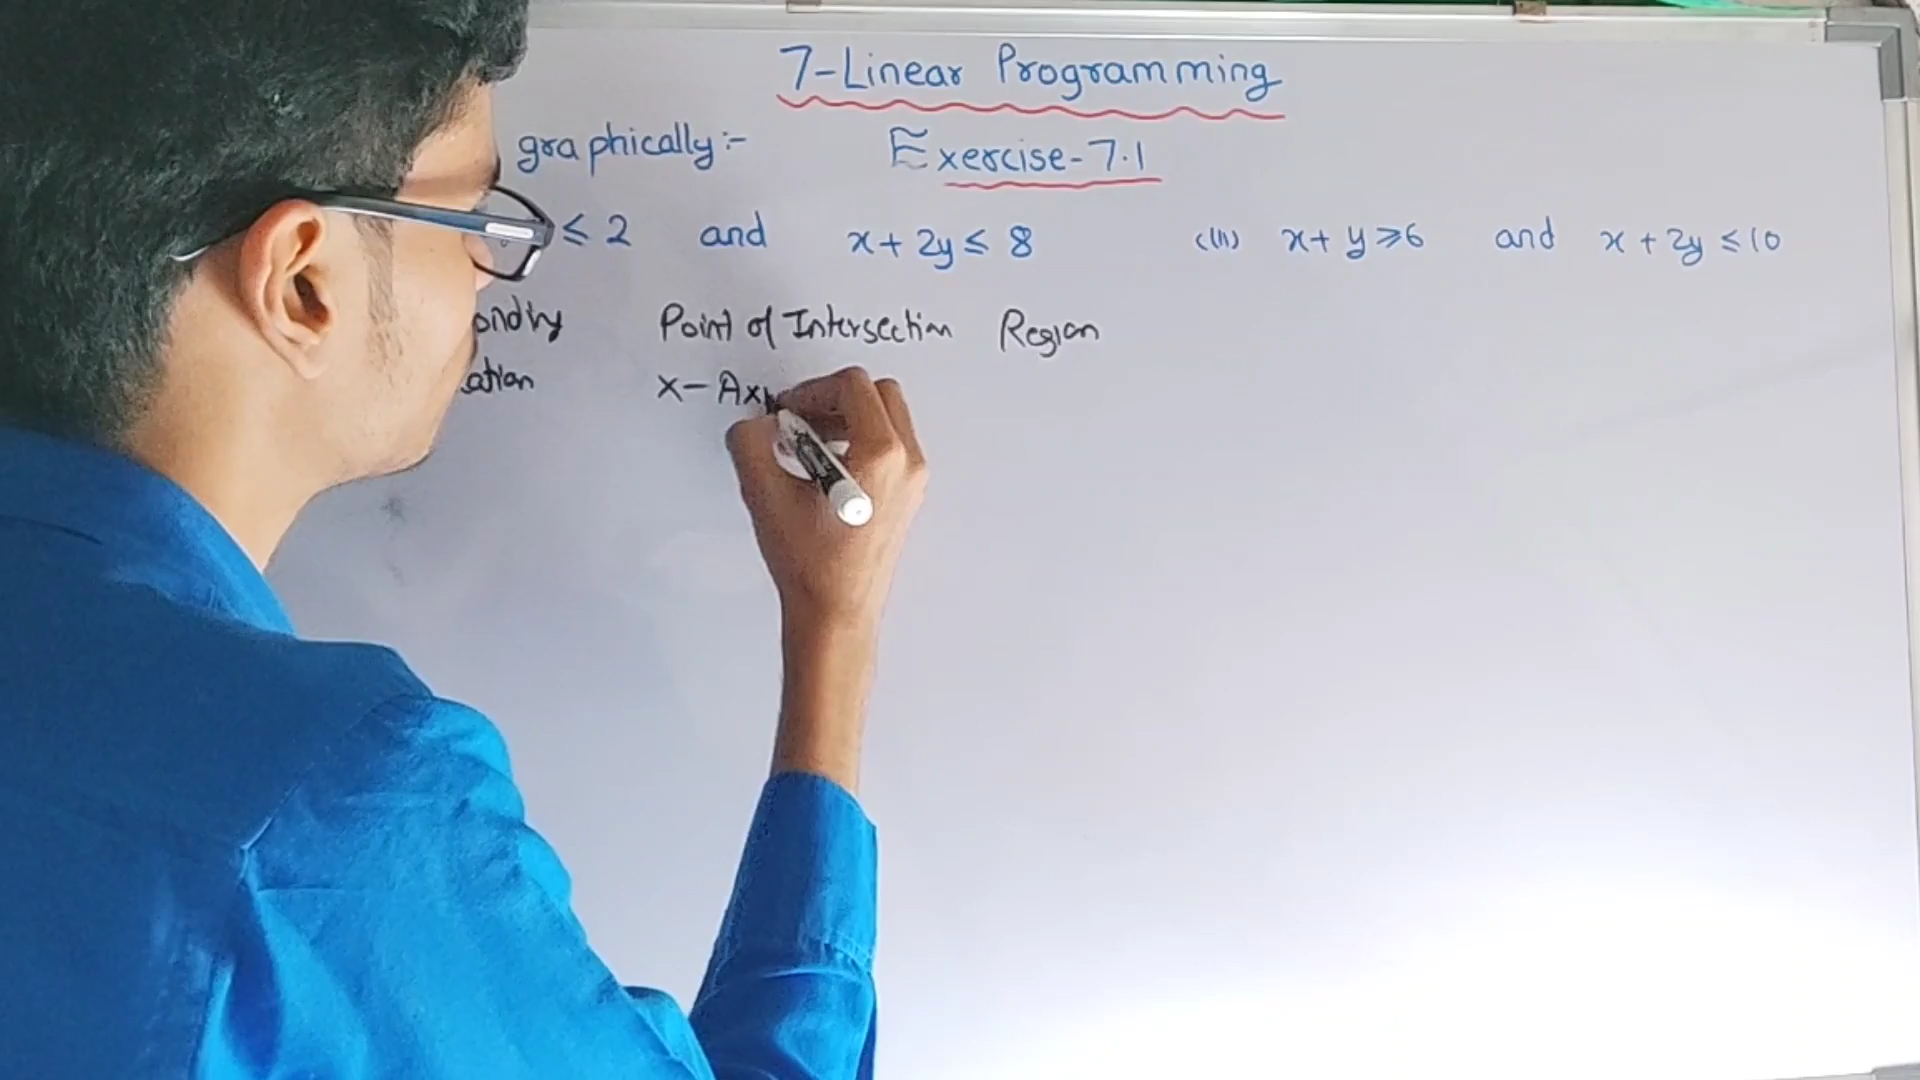 7-Linear Programming
graphically:- Exercise-7.1
≤ 2 and x + 2y ≤ 8 x + y ≥ 6 and x + 2y ≤ 10
Point of Intersection Region
X - Ax